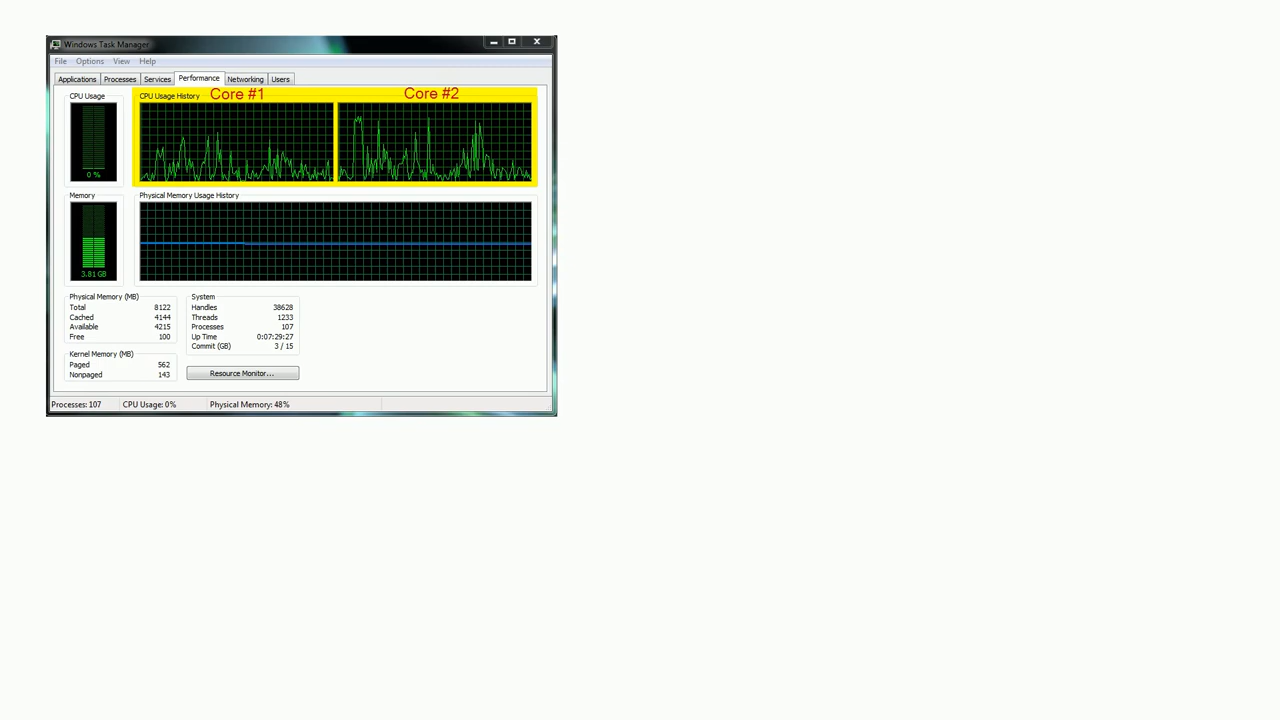 Windows Task Manager
File Options View Help
Applications Processes Services Performance Networking Users
CPU Usage
CPU Usage History
Core #1
Core #2
0 %
Memory
Physical Memory Usage History
3.81 GB
Physical Memory (MB)
Total 8122
Cached 4144
Available 4215
Free 100
Kernel Memory (MB)
Paged 562
Nonpaged 143
System
Handles 38628
Threads 1233
Processes 107
Up Time 0:07:29:27
Commit (GB) 3 / 15
Resource Monitor...
Processes: 107 CPU Usage: 0% Physical Memory: 48%